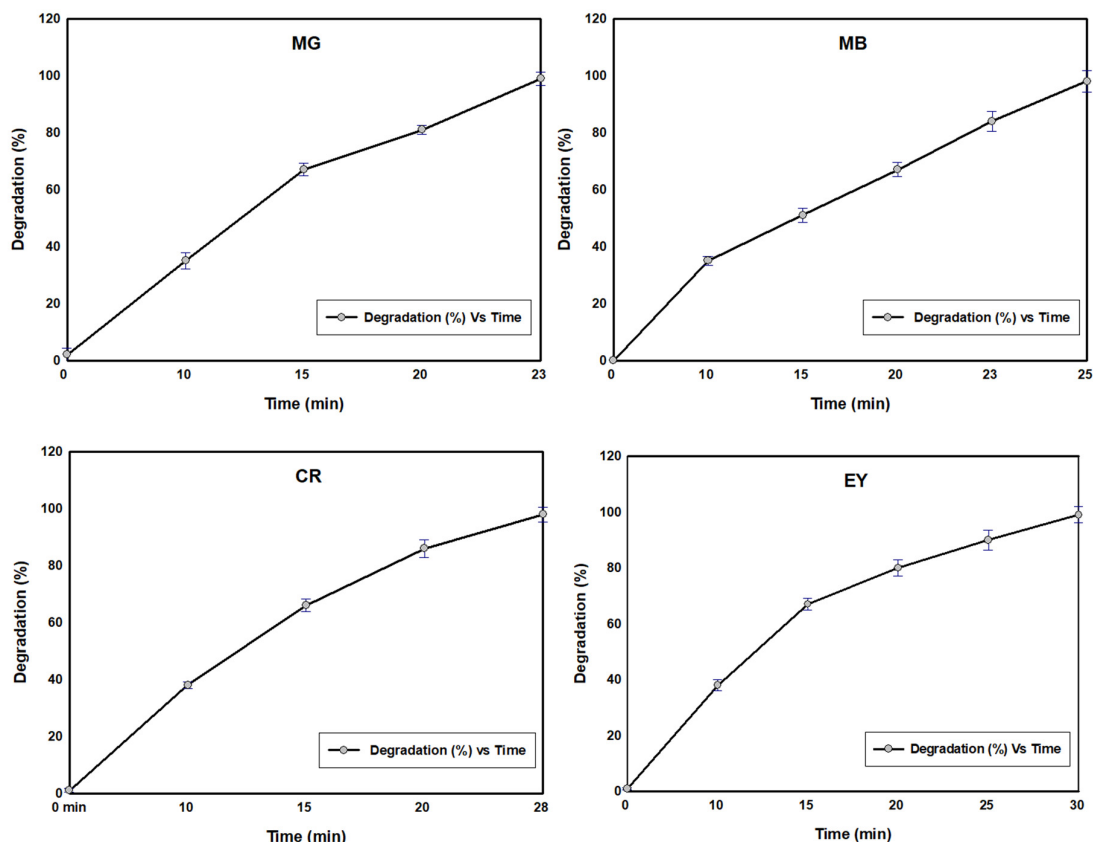 MG
Degradation (%)
120
100
80
60
40
20
0
Degradation (%) Vs Time
0 10 15 20 23
Time (min)
MB
Degradation (%)
120
100
80
60
40
20
0
Degradation (%) vs Time
0 10 15 20 23 25
Time (min)
CR
Degradation (%)
120
100
80
60
40
20
0
Degradation (%) vs Time
0 min 10 15 20 28
Time (min)
EY
Degradation (%)
120
100
80
60
40
20
0
Degradation (%) Vs Time
0 10 15 20 25 30
Time (min)